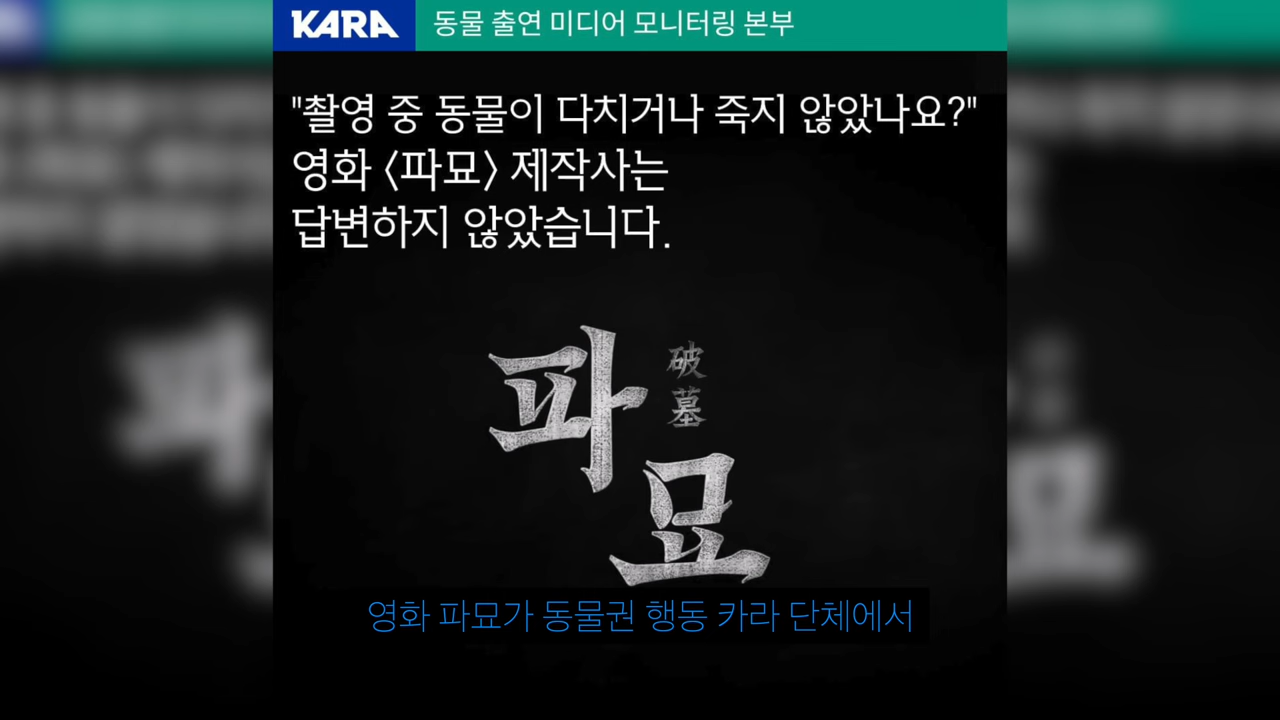 KARA 동물 출연 미디어 모니터링 본부
"촬영 중 동물이 다치거나 죽지 않았나요?"
영화 〈파묘〉 제작사는
답변하지 않았습니다.
파묘
破墓
영화 파묘가 동물권 행동 카라 단체에서